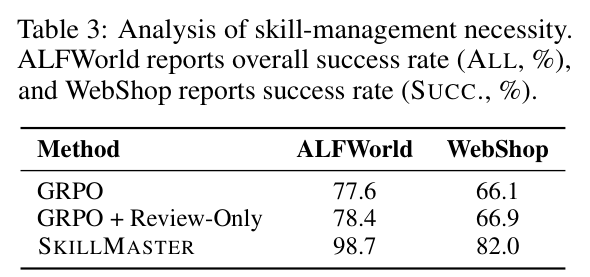 Table 3: Analysis of skill-management necessity.
ALFWorld reports overall success rate (ALL, %),
and WebShop reports success rate (SUCC., %).
Method ALFWorld WebShop
GRPO 77.6 66.1
GRPO + Review-Only 78.4 66.9
SKILLMASTER 98.7 82.0